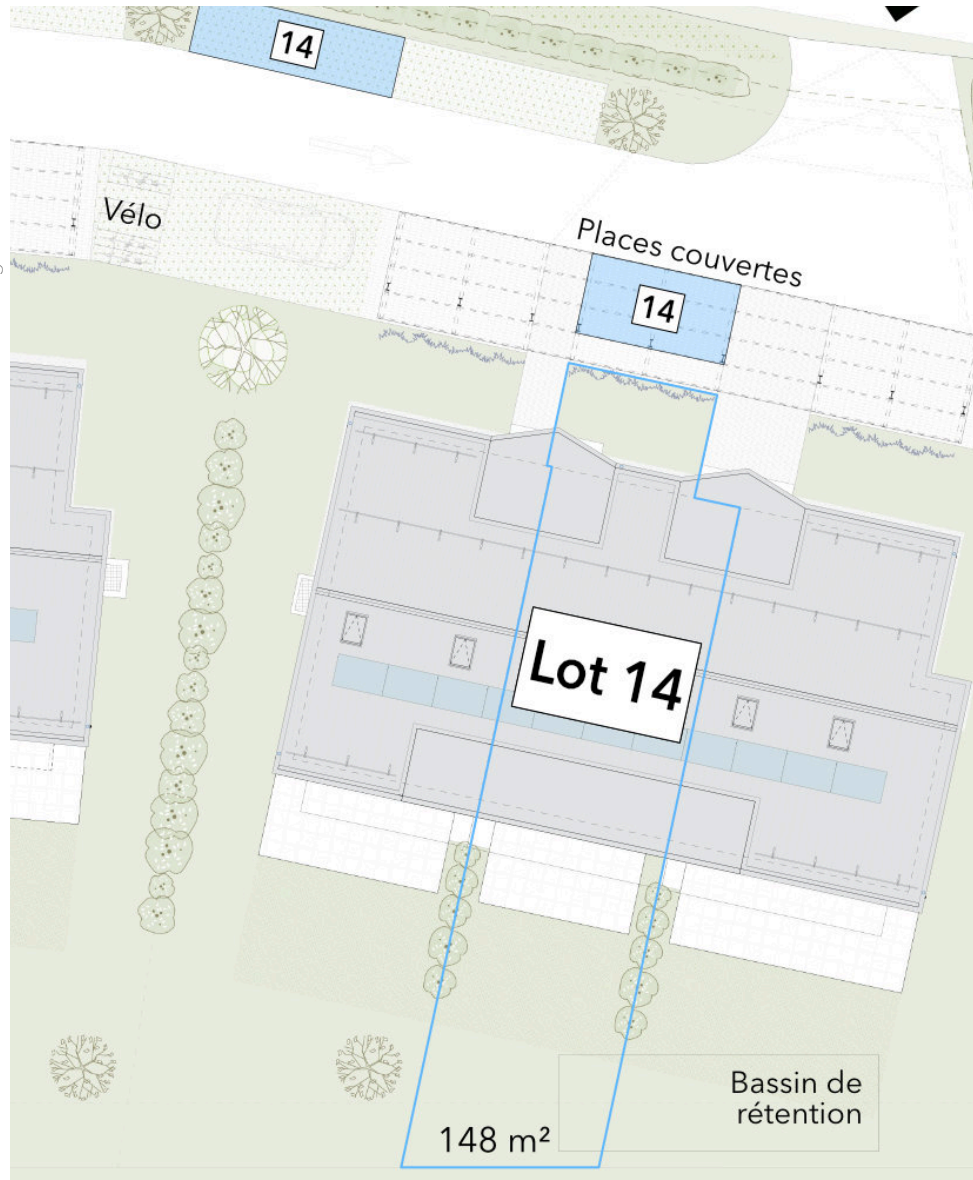 14
Vélo
Places couvertes
14
Lot 14
Bassin de
rétention
148 m²